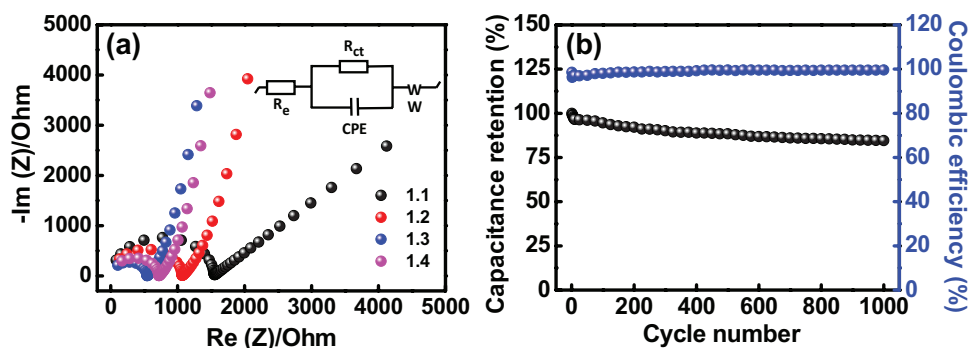 (a)
-Im (Z)/Ohm
5000
4000
3000
2000
1000
0
R_ct
R_e
CPE
W
W
1.1
1.2
1.3
1.4
0 1000 2000 3000 4000 5000
Re (Z)/Ohm
(b)
Capacitance retention (%)
150
125
100
75
50
25
0
0 200 400 600 800 1000
Cycle number
120
100
80
60
40
20
0
Coulombic efficiency (%)